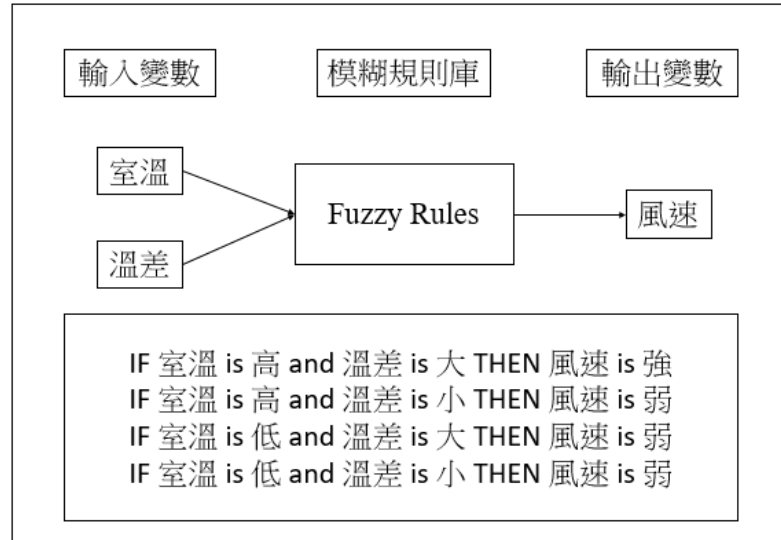 輸入變數
模糊規則庫
輸出變數
室溫
溫差
Fuzzy Rules
風速
IF 室溫 is 高 and 溫差 is 大 THEN 風速 is 強
IF 室溫 is 高 and 溫差 is 小 THEN 風速 is 弱
IF 室溫 is 低 and 溫差 is 大 THEN 風速 is 弱
IF 室溫 is 低 and 溫差 is 小 THEN 風速 is 弱